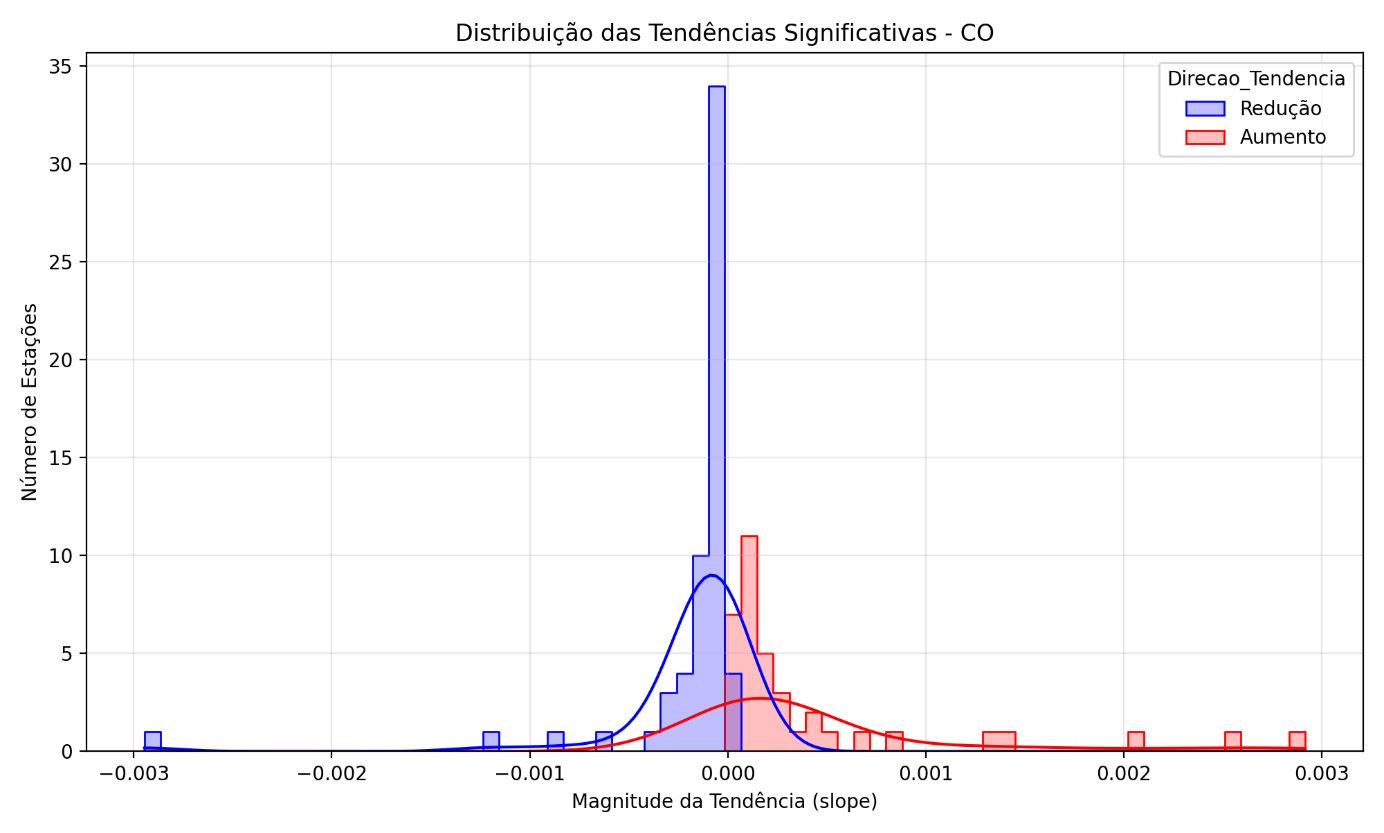 Distribuição das Tendências Significativas - CO
Direcao_Tendencia
Redução
Aumento
Número de Estações
35
30
25
20
15
10
5
0
−0.003
−0.002
−0.001
0.000
0.001
0.002
0.003
Magnitude da Tendência (slope)